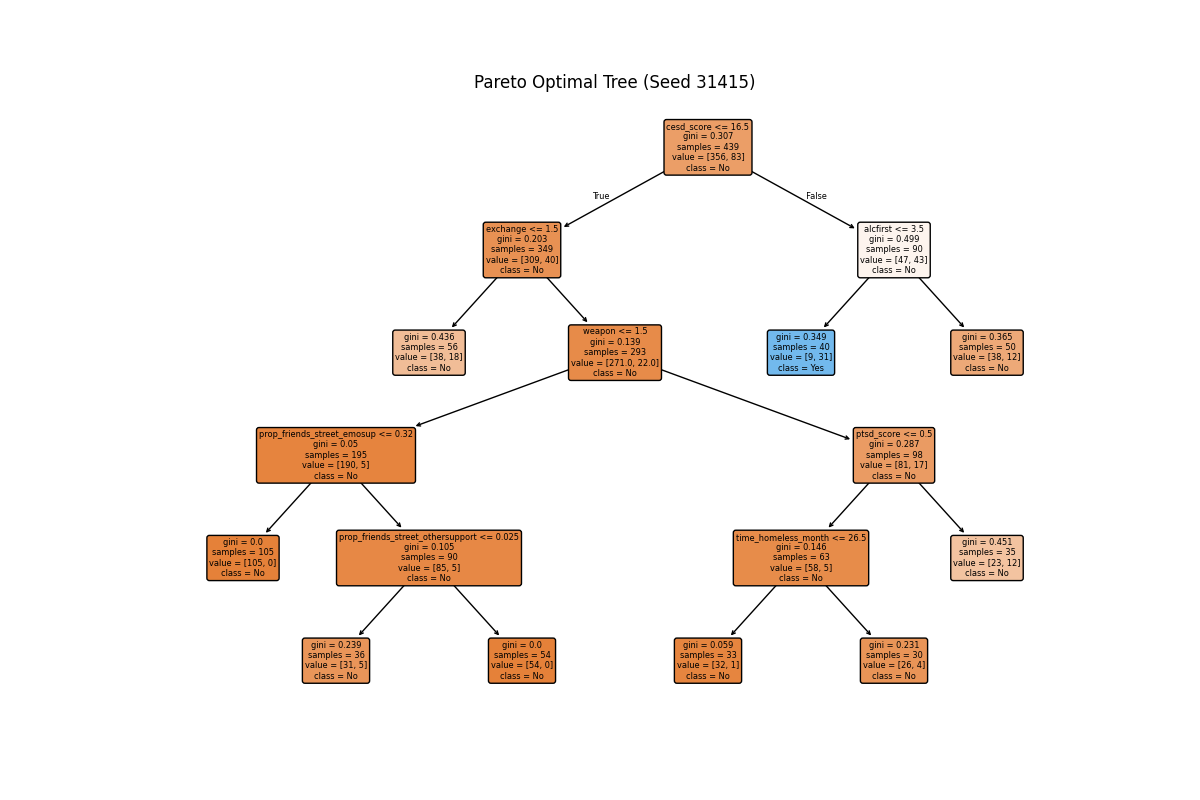 Pareto Optimal Tree (Seed 31415)
cesd_score <= 16.5
gini = 0.307
samples = 439
value = [356, 83]
class = No
True
False
exchange <= 1.5
gini = 0.203
samples = 349
value = [309, 40]
class = No
alcfirst <= 3.5
gini = 0.499
samples = 90
value = [47, 43]
class = No
gini = 0.436
samples = 56
value = [38, 18]
class = No
weapon <= 1.5
gini = 0.139
samples = 293
value = [271.0, 22.0]
class = No
gini = 0.349
samples = 40
value = [9, 31]
class = Yes
gini = 0.365
samples = 50
value = [38, 12]
class = No
prop_friends_street_emosup <= 0.32
gini = 0.05
samples = 195
value = [190, 5]
class = No
ptsd_score <= 0.5
gini = 0.287
samples = 98
value = [81, 17]
class = No
gini = 0.0
samples = 105
value = [105, 0]
class = No
prop_friends_street_othersupport <= 0.025
gini = 0.105
samples = 90
value = [85, 5]
class = No
time_homeless_month <= 26.5
gini = 0.146
samples = 63
value = [58, 5]
class = No
gini = 0.451
samples = 35
value = [23, 12]
class = No
gini = 0.239
samples = 36
value = [31, 5]
class = No
gini = 0.0
samples = 54
value = [54, 0]
class = No
gini = 0.059
samples = 33
value = [32, 1]
class = No
gini = 0.231
samples = 30
value = [26, 4]
class = No